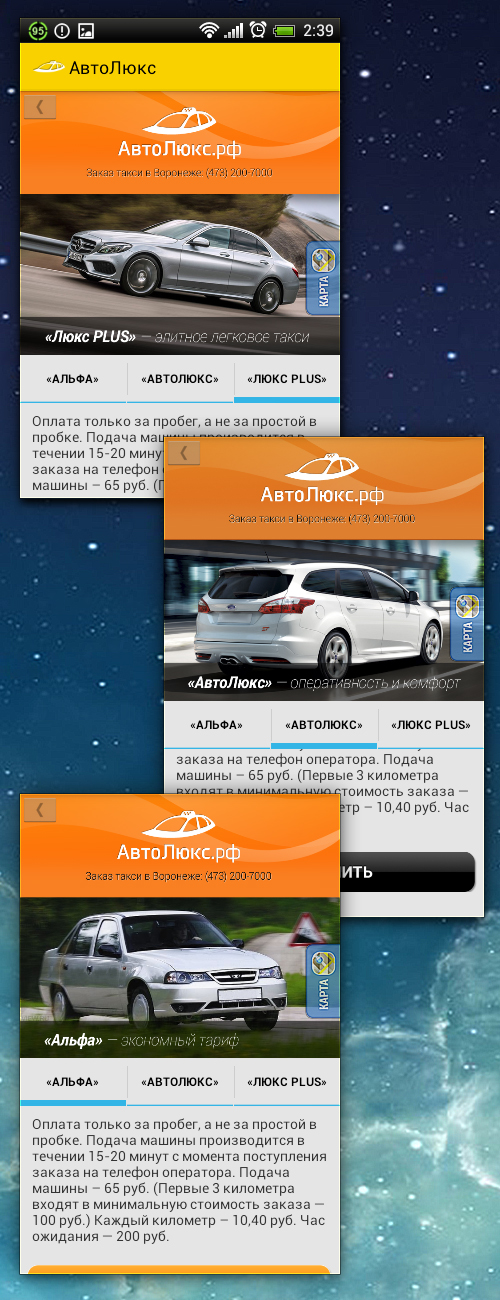 95
2:39
АвтоЛюкс
АвтоЛюкс.рф
Заказ такси в Воронеже: (473) 200-7000
КАРТА
«Люкс PLUS» — элитное легковое такси
«АЛЬФА» «АВТОЛЮКС» «ЛЮКС PLUS»
Оплата только за пробег, а не за простой в
пробке. Подача машины производится в
течении 15-20 минут
заказа на телефон
машины – 65 руб.
АвтоЛюкс.рф
Заказ такси в Воронеже: (473) 200-7000
КАРТА
«АвтоЛюкс» — оперативность и комфорт
«АЛЬФА» «АВТОЛЮКС» «ЛЮКС PLUS»
заказа на телефон оператора. Подача
машины – 65 руб. (Первые 3 километра
входят в минимальную стоимость заказа —
етр – 10,40 руб. Час
ИТЬ
АвтоЛюкс.рф
Заказ такси в Воронеже: (473) 200-7000
КАРТА
«Альфа» — экономный тариф
«АЛЬФА» «АВТОЛЮКС» «ЛЮКС PLUS»
Оплата только за пробег, а не за простой в
пробке. Подача машины производится в
течении 15-20 минут с момента поступления
заказа на телефон оператора. Подача
машины – 65 руб. (Первые 3 километра
входят в минимальную стоимость заказа —
100 руб.) Каждый километр – 10,40 руб. Час
ожидания — 200 руб.